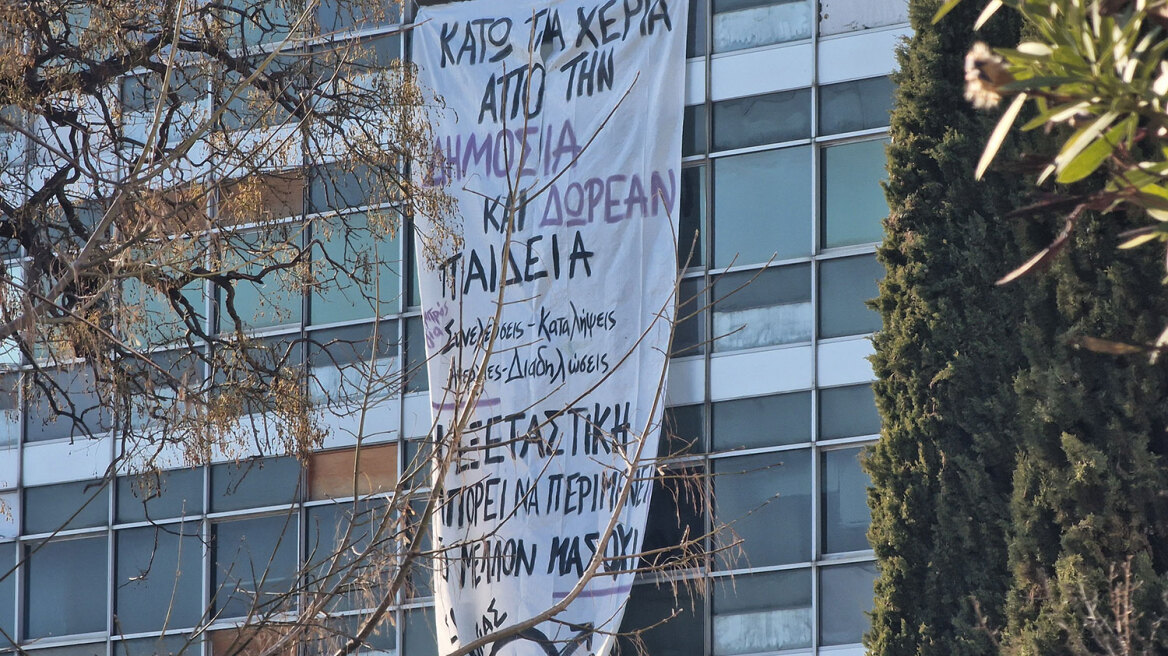 ΚΑΤΩ ΤΑ ΧΕΡΙΑ
ΑΠΟ ΤΗΝ
ΔΗΜΟΣΙΑ
ΚΑΙ ΔΩΡΕΑΝ
ΠΑΙΔΕΙΑ
Συνελεύσεις - Καταλήψεις
Απεργίες - Διαδηλώσεις
Η ΕΞΕΤΑΣΤΙΚΗ
ΜΠΟΡΕΙ ΝΑ ΠΕΡΙΜΕΝΕΙ
ΤΟ ΜΕΛΛΟΝ ΜΑΣ ΟΧΙ